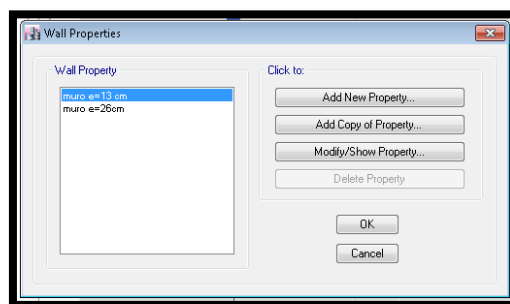 Wall Properties
Wall Property
muro e=13 cm
muro e=26cm
Click to:
Add New Property...
Add Copy of Property...
Modify/Show Property...
Delete Property
OK
Cancel